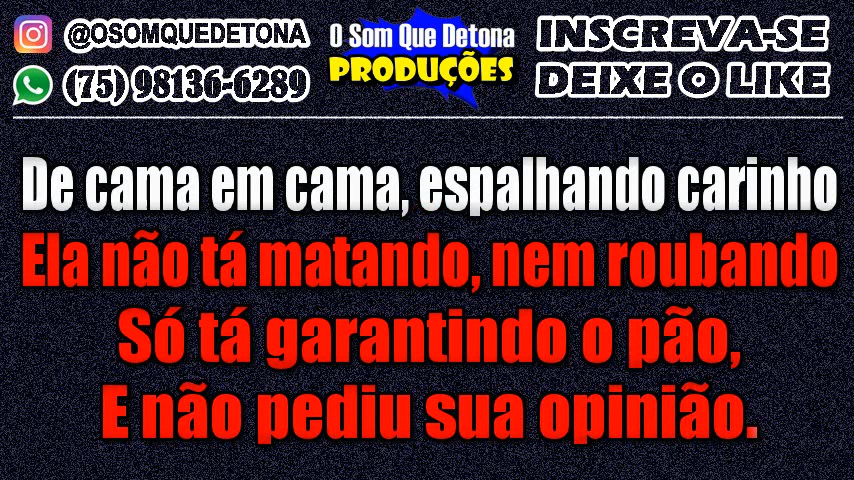 @OSOMQUEDETONA
(75) 98136-6289
O Som Que Detona
PRODUÇÕES
INSCREVA-SE
DEIXE O LIKE
De cama em cama, espalhando carinho
Ela não tá matando, nem roubando
Só tá garantindo o pão,
E não pediu sua opinião.